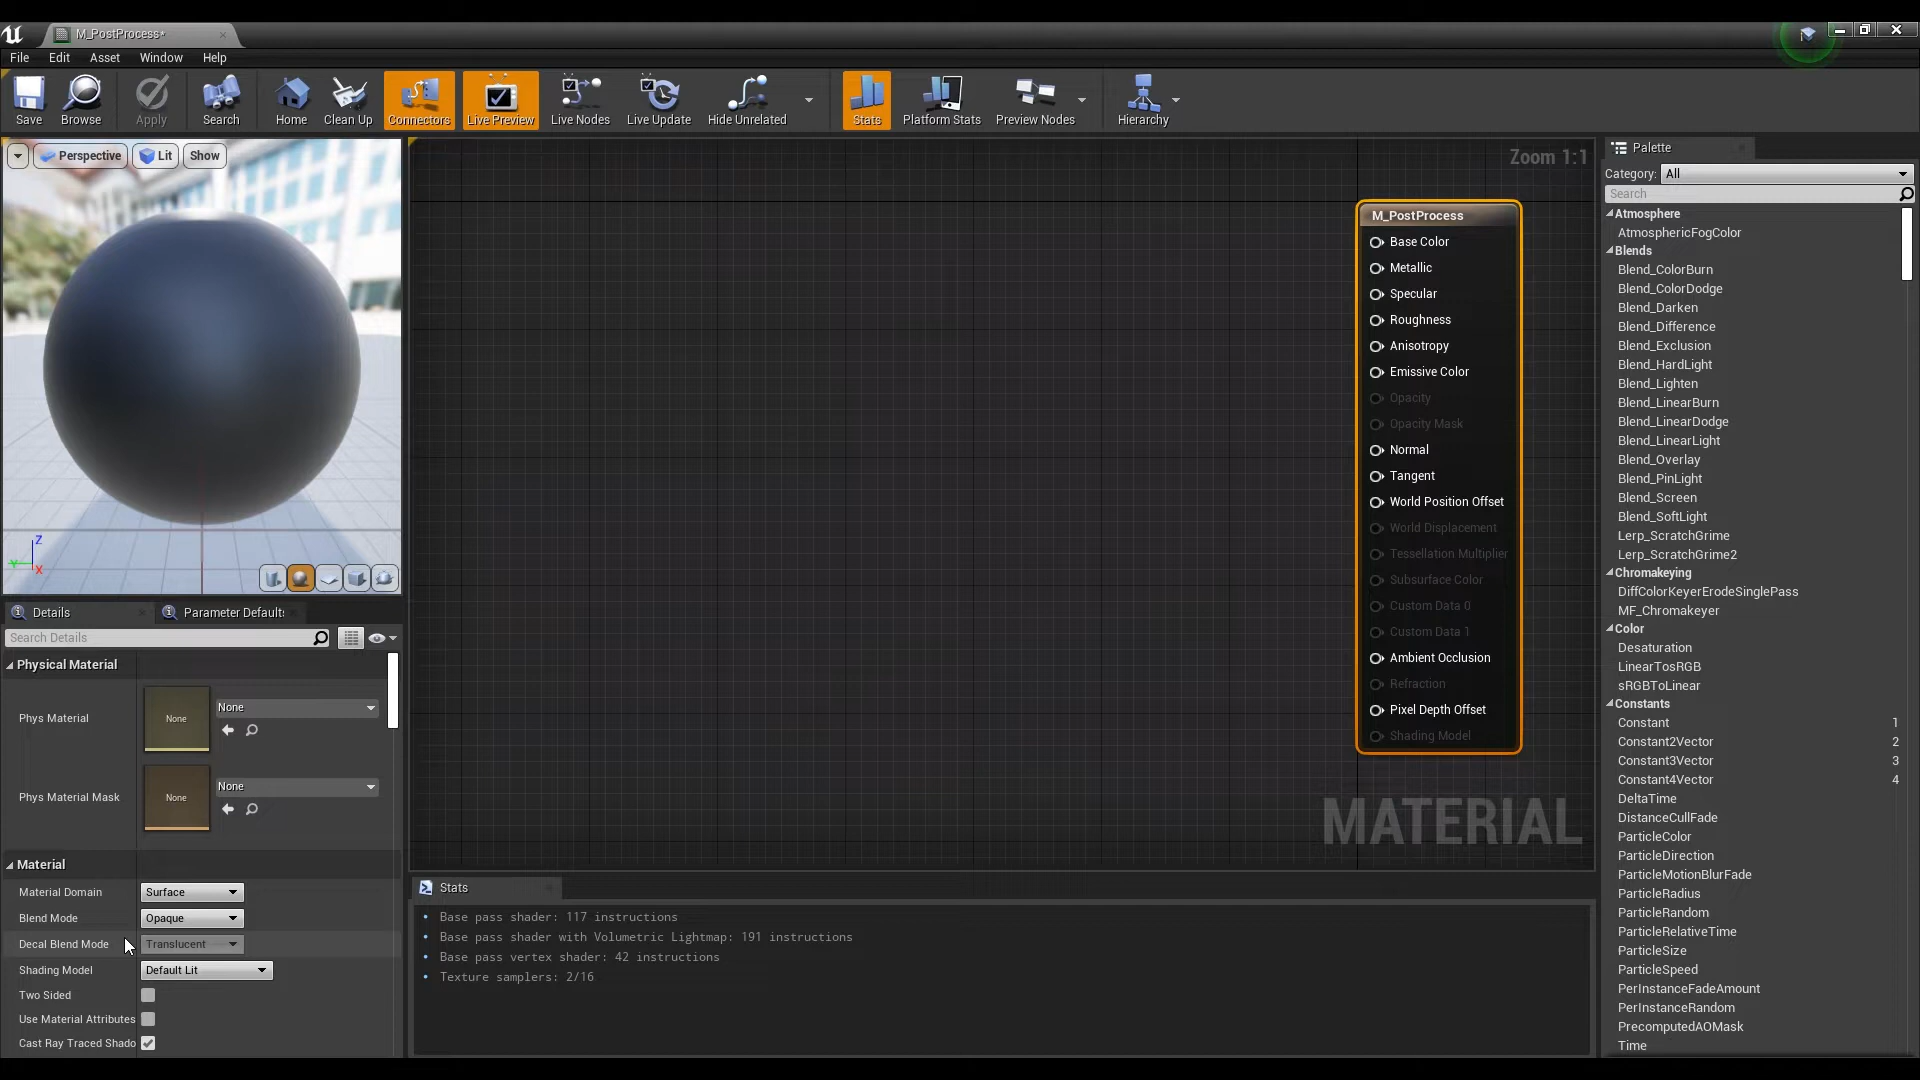 M_PostProcess*
File Edit Asset Window Help
Save Browse Apply Search Home Clean Up Connectors Live Preview Live Nodes Live Update Hide Unrelated Stats Platform Stats Preview Nodes Hierarchy
Perspective Lit Show
Z
Y
X
Details
Parameter Default
Search Details
Physical Material
Phys Material
None
None
Phys Material Mask
None
None
Material
Material Domain Surface
Blend Mode Opaque
Decal Blend Mode Translucent
Shading Model Default Lit
Two Sided
Use Material Attributes
Cast Ray Traced Shado
Zoom 1:1
M_PostProcess
Base Color
Metallic
Specular
Roughness
Anisotropy
Emissive Color
Opacity
Opacity Mask
Normal
Tangent
World Position Offset
World Displacement
Tessellation Multiplier
Subsurface Color
Custom Data 0
Custom Data 1
Ambient Occlusion
Refraction
Pixel Depth Offset
Shading Model
MATERIAL
Stats
Base pass shader: 117 instructions
Base pass shader with Volumetric Lightmap: 191 instructions
Base pass vertex shader: 42 instructions
Texture samplers: 2/16
Palette
Category: All
Search
Atmosphere
AtmosphericFogColor
Blends
Blend_ColorBurn
Blend_ColorDodge
Blend_Darken
Blend_Difference
Blend_Exclusion
Blend_HardLight
Blend_Lighten
Blend_LinearBurn
Blend_LinearDodge
Blend_LinearLight
Blend_Overlay
Blend_PinLight
Blend_Screen
Blend_SoftLight
Lerp_ScratchGrime
Lerp_ScratchGrime2
Chromakeying
DiffColorKeyerErodeSinglePass
MF_Chromakeyer
Color
Desaturation
LinearTosRGB
sRGBToLinear
Constants
Constant 1
Constant2Vector 2
Constant3Vector 3
Constant4Vector 4
DeltaTime
DistanceCullFade
ParticleColor
ParticleDirection
ParticleMotionBlurFade
ParticleRadius
ParticleRandom
ParticleRelativeTime
ParticleSize
ParticleSpeed
PerInstanceFadeAmount
PerInstanceRandom
PrecomputedAOMask
Time